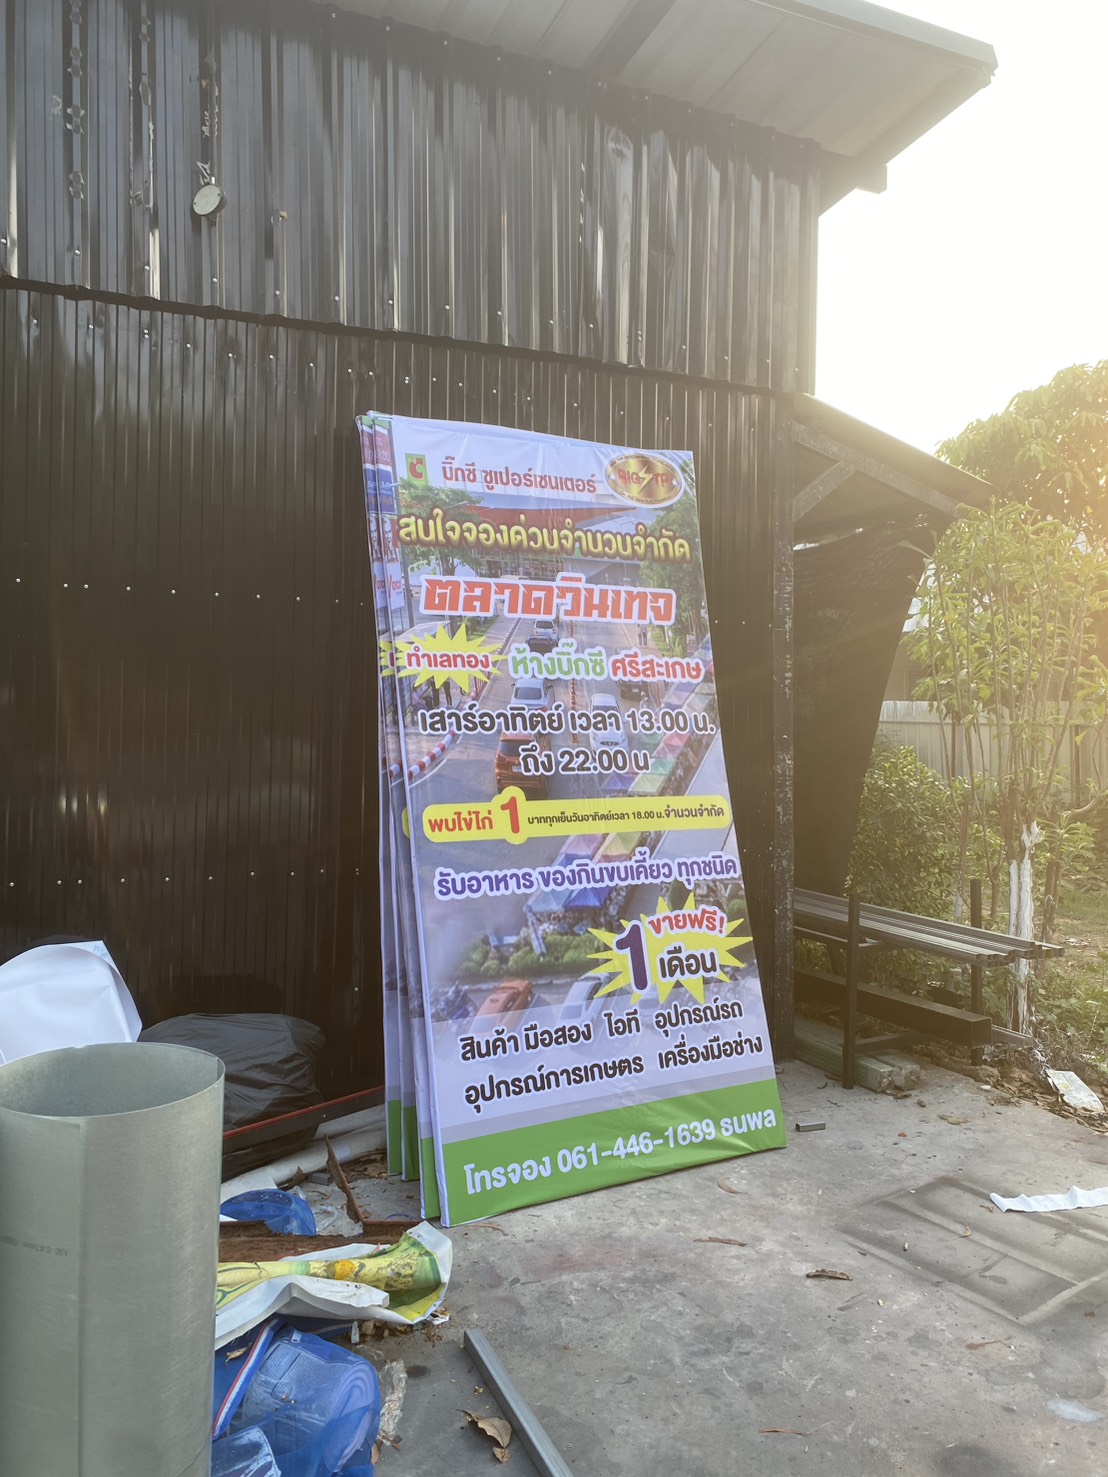 บิ๊กซี ซูเปอร์เซนเตอร์
BIG STR
สนใจจองด่วนจำนวนจำกัด
ตลาดวินเทจ
ทำเลทอง ห้างบิ๊กซี ศรีสะเกษ
เสาร์อาทิตย์ เวลา 13.00 น.
ถึง 22.00 น
พบไข่ไก่ 1 บาททุกเย็นวันอาทิตย์เวลา 18.00 น.จำนวนจำกัด
รับอาหาร ของกินขบเคี้ยว ทุกชนิด
ขายฟรี!
1 เดือน
สินค้า มือสอง ไอที อุปกรณ์รถ
อุปกรณ์การเกษตร เครื่องมือช่าง
โทรจอง 061-446-1639 ธนพล